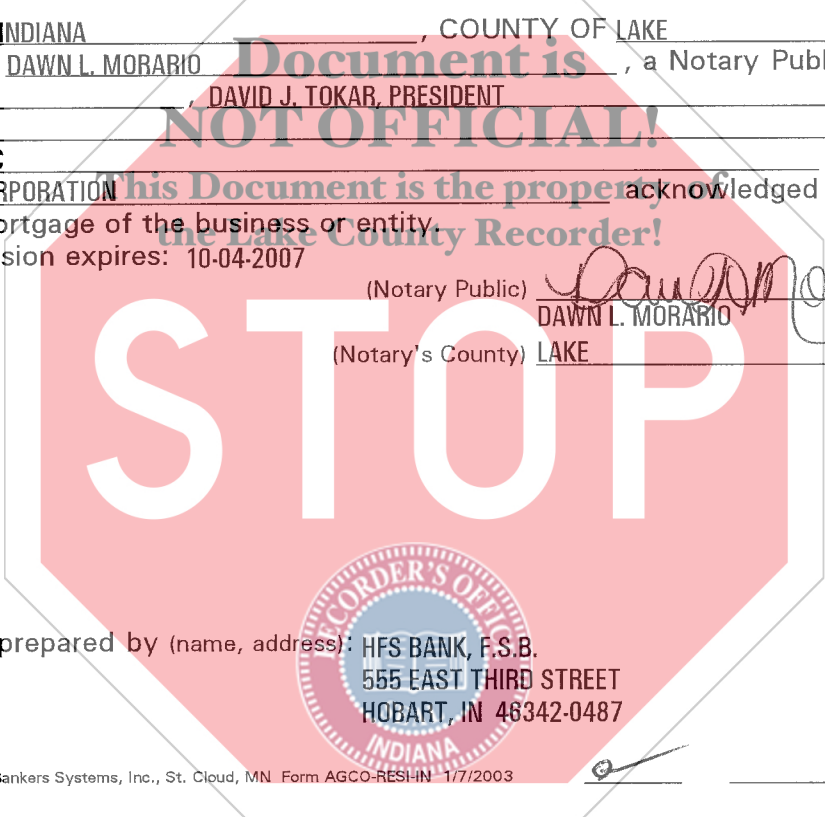 INDIANA , COUNTY OF LAKE
DAWN L. MORARIO , a Notary Publ
, DAVID J. TOKAR, PRESIDENT
RPORATION acknowledged
ortgage of the business or entity.
sion expires: 10-04-2007
(Notary Public)
DAWN L. MORARIO
(Notary's County) LAKE
Document is
NOT OFFICIAL!
This Document is the property of
the Lake County Recorder!
STOP
RECORDER'S OFFIC
INDIANA
prepared by (name, address): HFS BANK, F.S.B.
555 EAST THIRD STREET
HOBART, IN 46342-0487
Bankers Systems, Inc., St. Cloud, MN Form AGCO-RESI-IN 1/7/2003